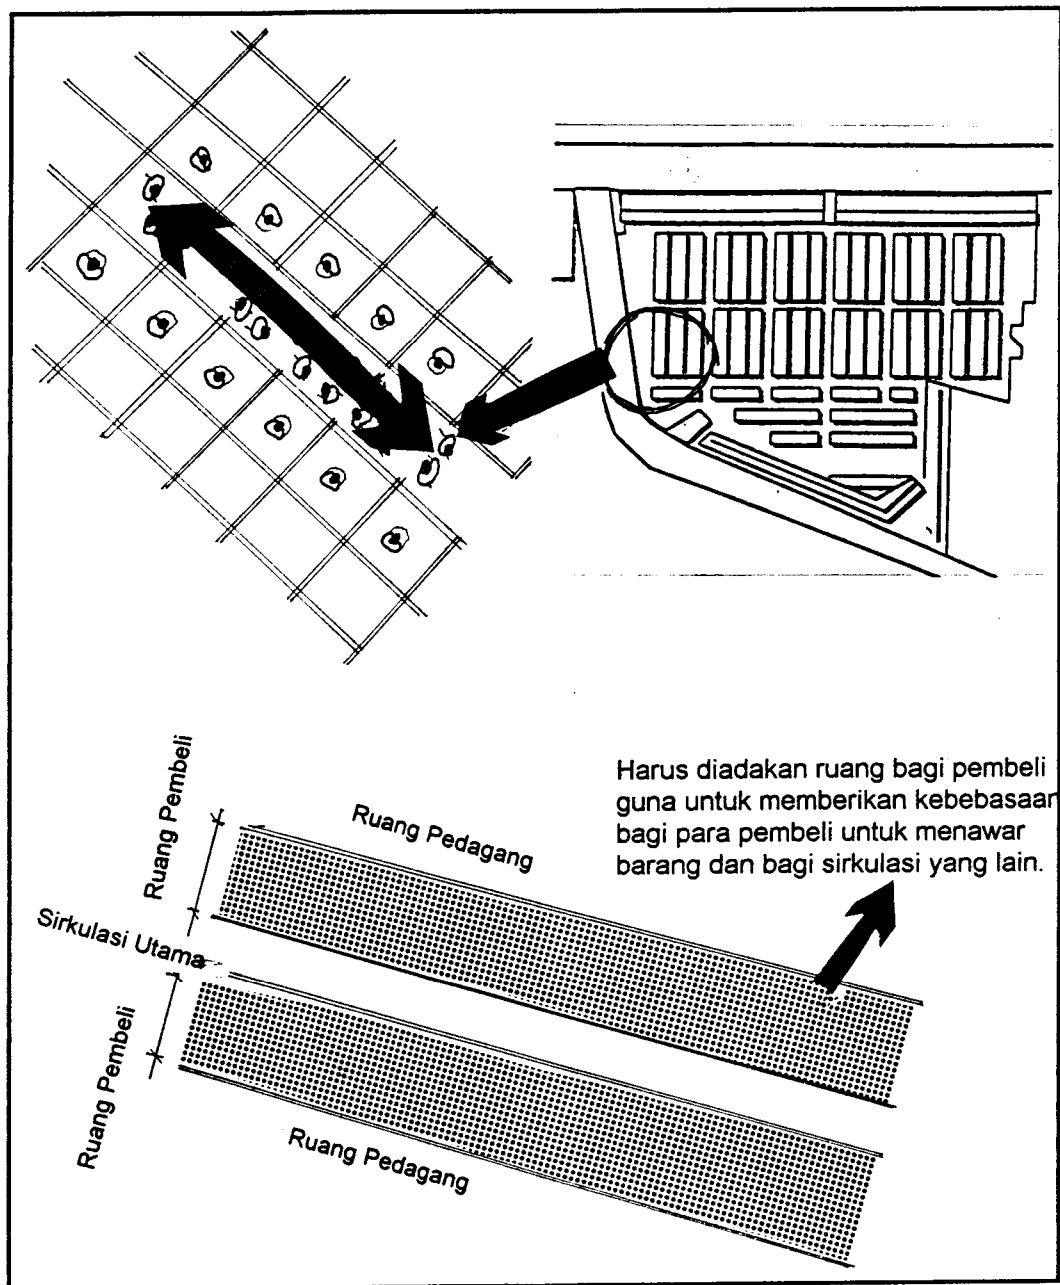 Harus diadakan ruang bagi pembeli
guna untuk memberikan kebebasaan
bagi para pembeli untuk menawar
barang dan bagi sirkulasi yang lain.
Ruang Pembeli
Ruang Pedagang
Sirkulasi Utama
Ruang Pembeli
Ruang Pedagang